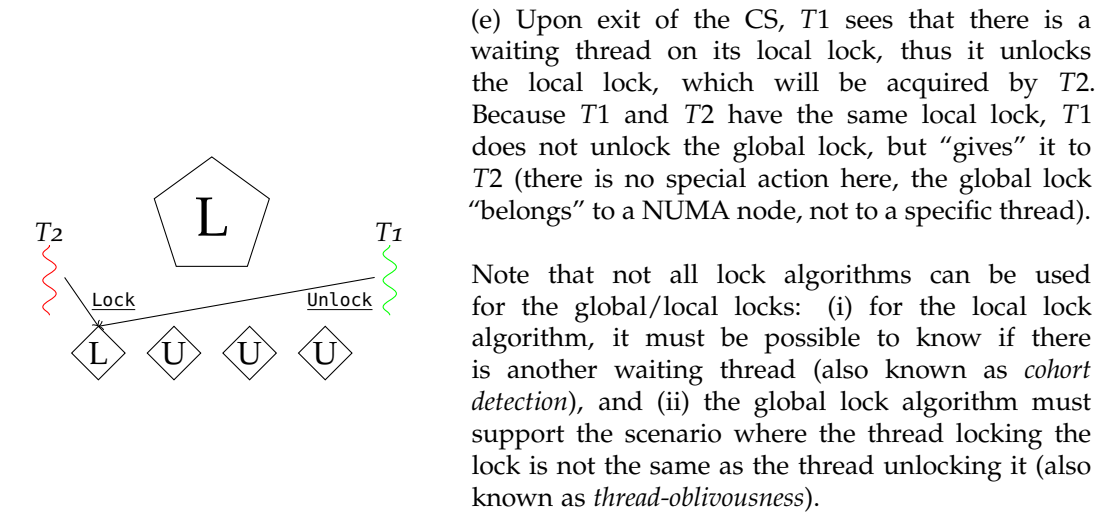 L
T2
T1
Lock
Unlock
L
U
U
U
(e) Upon exit of the CS, T1 sees that there is a
waiting thread on its local lock, thus it unlocks
the local lock, which will be acquired by T2.
Because T1 and T2 have the same local lock, T1
does not unlock the global lock, but “gives” it to
T2 (there is no special action here, the global lock
“belongs” to a NUMA node, not to a specific thread).
Note that not all lock algorithms can be used
for the global/local locks: (i) for the local lock
algorithm, it must be possible to know if there
is another waiting thread (also known as cohort
detection), and (ii) the global lock algorithm must
support the scenario where the thread locking the
lock is not the same as the thread unlocking it (also
known as thread-oblivousness).